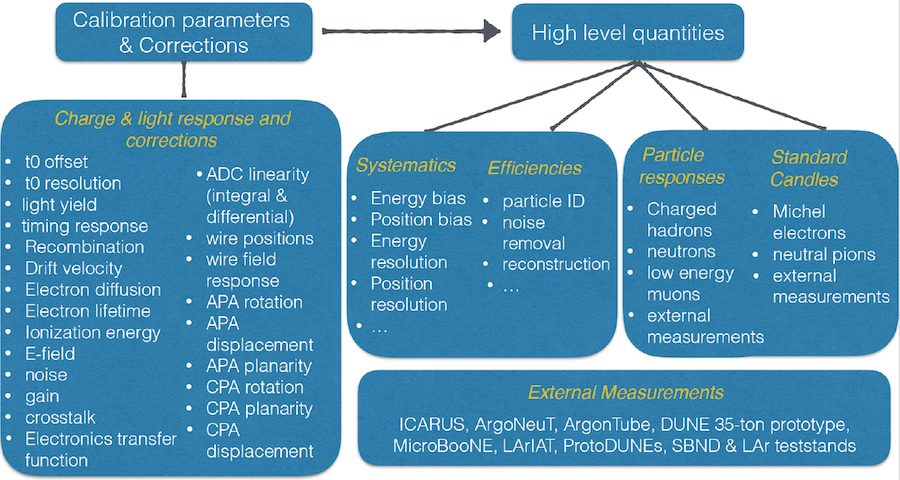 Calibration parameters
& Corrections
High level quantities
Charge & light response and
corrections
• t0 offset
• t0 resolution
• light yield
• timing response
• Recombination
• Drift velocity
• Electron diffusion
• Electron lifetime
• Ionization energy
• E-field
• noise
• gain
• crosstalk
• Electronics transfer
function
• ADC linearity
(integral &
differential)
• wire positions
• wire field
response
• APA rotation
• APA
displacement
• APA planarity
• CPA rotation
• CPA planarity
• CPA
displacement
Systematics
• Energy bias
• Position bias
• Energy
resolution
• Position
resolution
• …
Efficiencies
• particle ID
• noise
removal
• reconstruction
• …
Particle
responses
• Charged
hadrons
• neutrons
• low energy
muons
• external
measurements
Standard
Candles
• Michel
electrons
• neutral pions
• external
measurements
External Measurements
ICARUS, ArgoNeuT, ArgonTube, DUNE 35-ton prototype,
MicroBooNE, LArIAT, ProtoDUNEs, SBND & LAr teststands